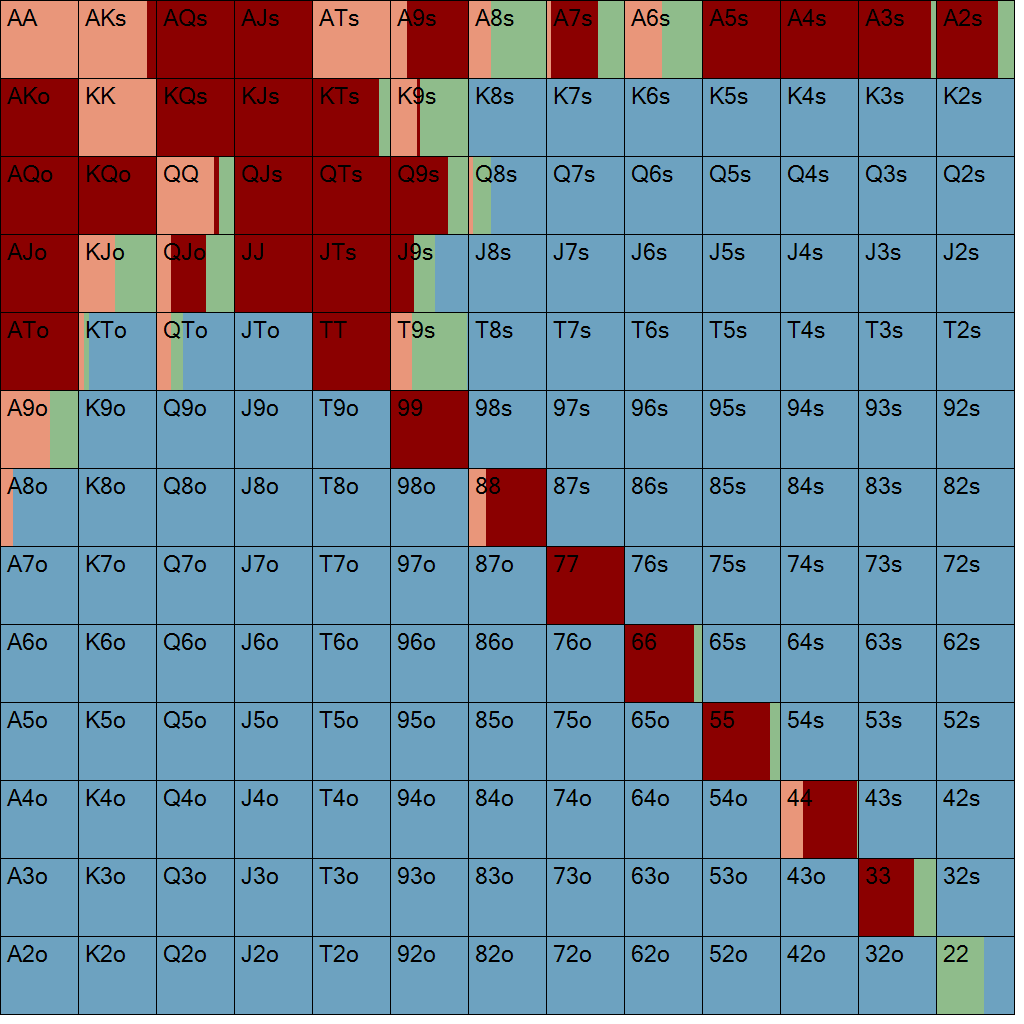 AA AKs AQs AJs ATs A9s A8s A7s A6s A5s A4s A3s A2s
AKo KK KQs KJs KTs K9s K8s K7s K6s K5s K4s K3s K2s
AQo KQo QQ QJs QTs Q9s Q8s Q7s Q6s Q5s Q4s Q3s Q2s
AJo KJo QJo JJ JTs J9s J8s J7s J6s J5s J4s J3s J2s
ATo KTo QTo JTo TT T9s T8s T7s T6s T5s T4s T3s T2s
A9o K9o Q9o J9o T9o 99 98s 97s 96s 95s 94s 93s 92s
A8o K8o Q8o J8o T8o 98o 88 87s 86s 85s 84s 83s 82s
A7o K7o Q7o J7o T7o 97o 87o 77 76s 75s 74s 73s 72s
A6o K6o Q6o J6o T6o 96o 86o 76o 66 65s 64s 63s 62s
A5o K5o Q5o J5o T5o 95o 85o 75o 65o 55 54s 53s 52s
A4o K4o Q4o J4o T4o 94o 84o 74o 64o 54o 44 43s 42s
A3o K3o Q3o J3o T3o 93o 83o 73o 63o 53o 43o 33 32s
A2o K2o Q2o J2o T2o 92o 82o 72o 62o 52o 42o 32o 22